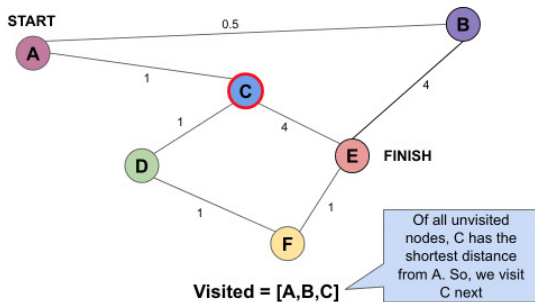 START
0.5
B
A
1
C
4
1
4
D
E
FINISH
1
1
F
Of all unvisited
nodes, C has the
shortest distance
from A. So, we visit
C next
Visited = [A,B,C]